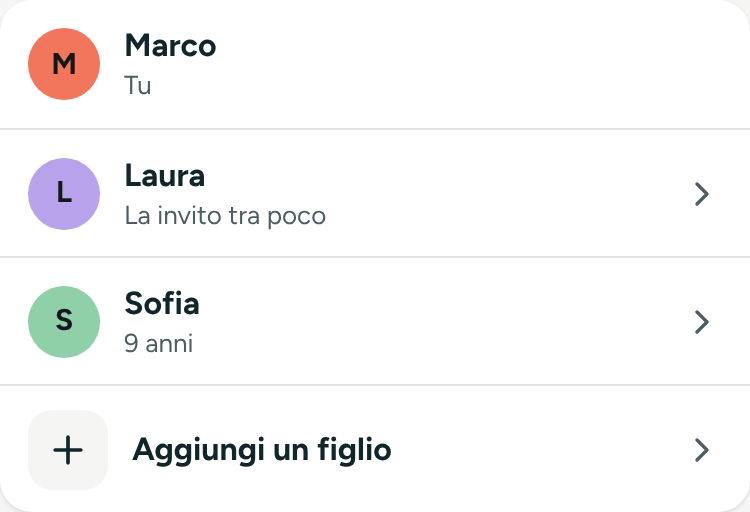 M
Marco
Tu
L
Laura
La invito tra poco
S
Sofia
9 anni
Aggiungi un figlio